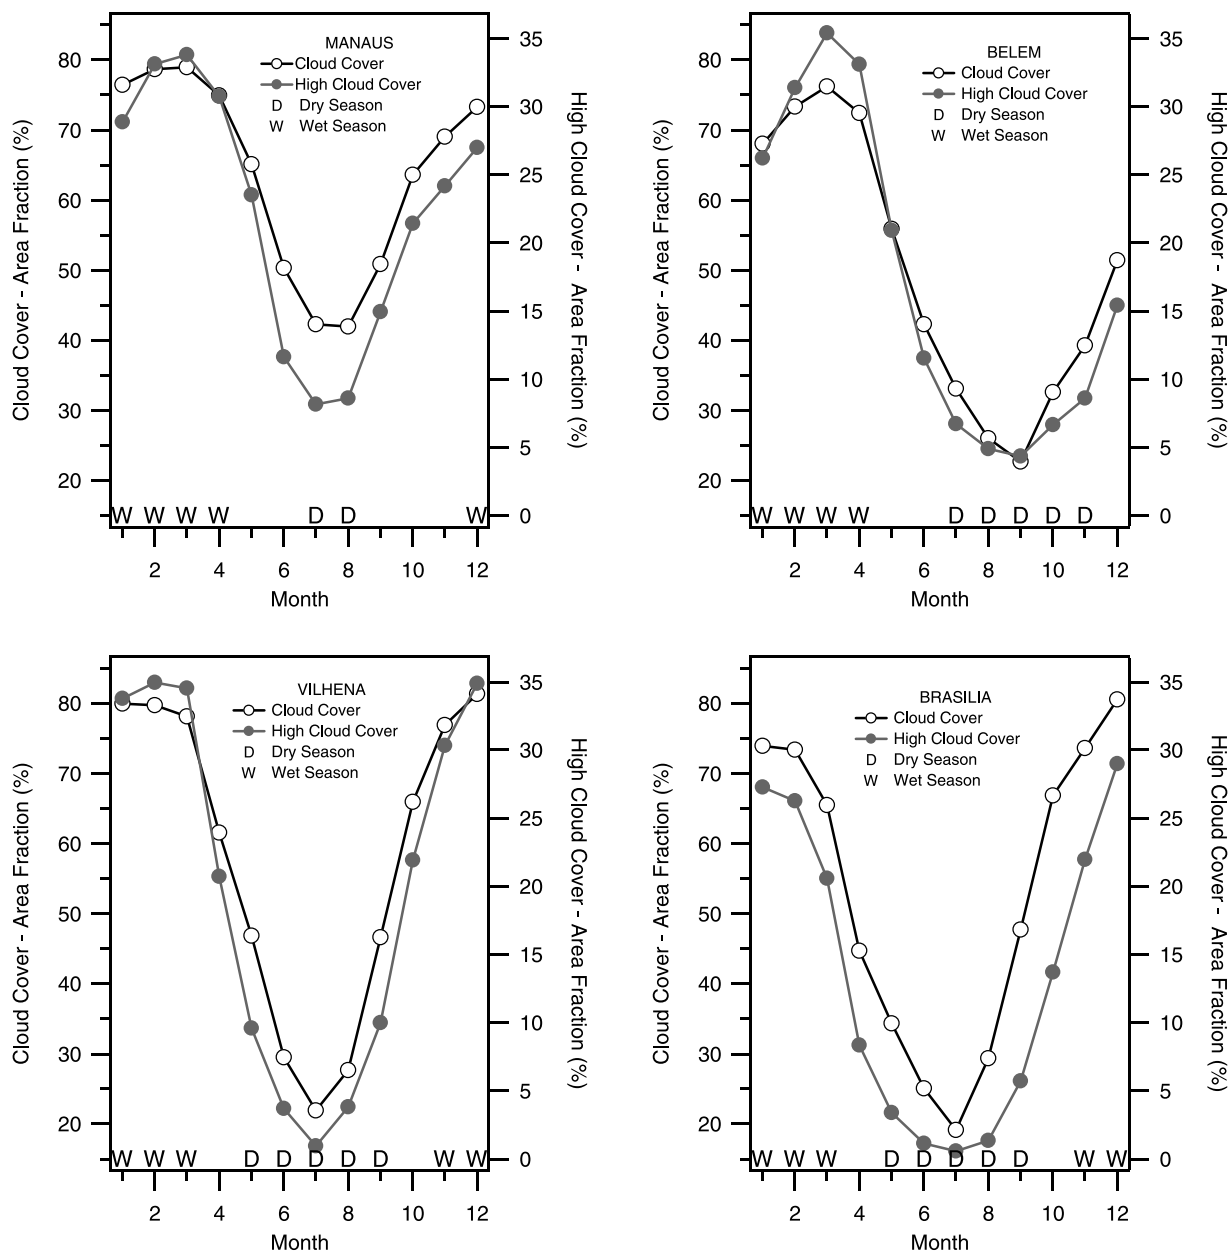 MANAUS
Cloud Cover
High Cloud Cover
D Dry Season
W Wet Season
Cloud Cover - Area Fraction (%)
80
70
60
50
40
30
20
High Cloud Cover - Area Fraction (%)
35
30
25
20
15
10
5
0
W W W W D D W
2 4 6 8 10 12
Month
BELEM
Cloud Cover
High Cloud Cover
D Dry Season
W Wet Season
Cloud Cover - Area Fraction (%)
80
70
60
50
40
30
20
High Cloud Cover - Area Fraction (%)
35
30
25
20
15
10
5
0
W W W W D D D D D
2 4 6 8 10 12
Month
VILHENA
Cloud Cover
High Cloud Cover
D Dry Season
W Wet Season
Cloud Cover - Area Fraction (%)
80
70
60
50
40
30
20
High Cloud Cover - Area Fraction (%)
35
30
25
20
15
10
5
0
W W W D D D D D W W
2 4 6 8 10 12
Month
BRASILIA
Cloud Cover
High Cloud Cover
D Dry Season
W Wet Season
Cloud Cover - Area Fraction (%)
80
70
60
50
40
30
20
High Cloud Cover - Area Fraction (%)
35
30
25
20
15
10
5
0
W W W D D D D D W W
2 4 6 8 10 12
Month